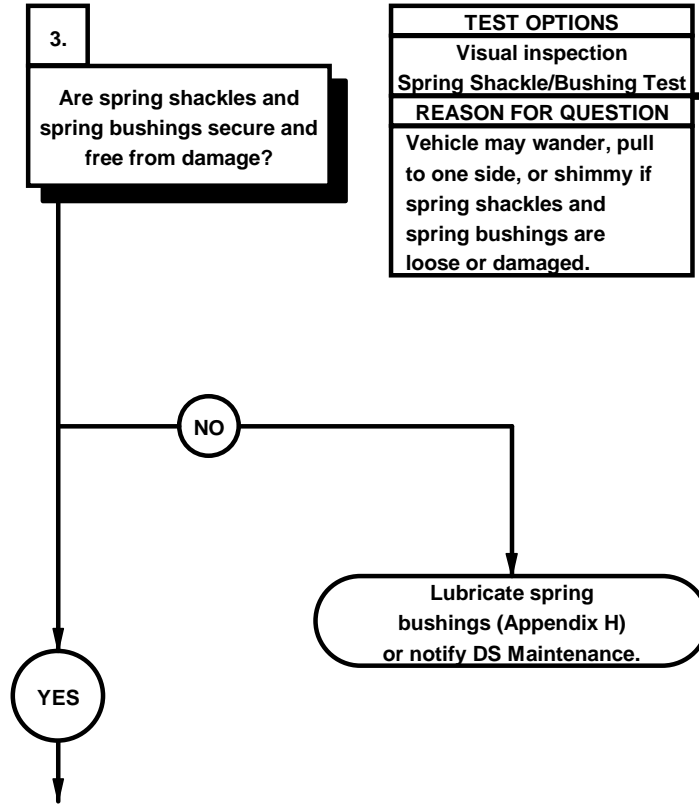 3.
Are spring shackles and
spring bushings secure and
free from damage?
TEST OPTIONS
Visual inspection
Spring Shackle/Bushing Test
REASON FOR QUESTION
Vehicle may wander, pull
to one side, or shimmy if
spring shackles and
spring bushings are
loose or damaged.
NO
Lubricate spring
bushings (Appendix H)
or notify DS Maintenance.
YES